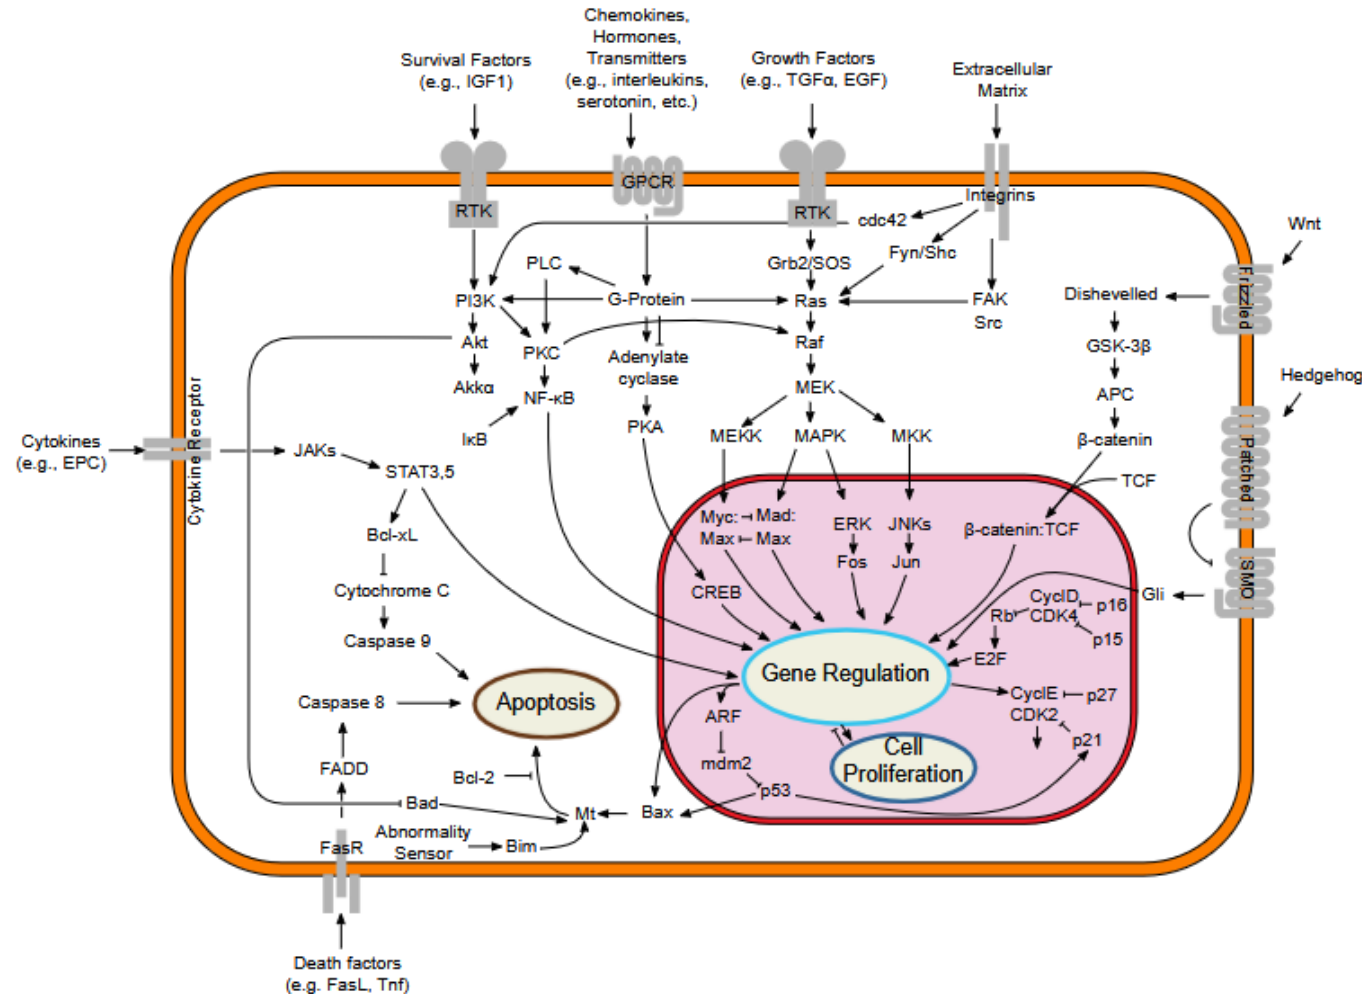 Chemokines,
Hormones,
Transmitters
(e.g., interleukins,
serotonin, etc.)
Survival Factors
(e.g., IGF1)
Growth Factors
(e.g., TGFα, EGF)
Extracellular
Matrix
RTK
GPCR
RTK
Integrins
cdc42
Fyn/Shc
Wnt
Frizzled
PLC
Grb2/SOS
PI3K
G-Protein
Ras
FAK
Src
Dishevelled
Akt
PKC
Adenylate
cyclase
Raf
GSK-3β
Akkα
NF-κB
MEK
APC
Hedgehog
IκB
PKA
MEKK
MAPK
MKK
β-catenin
Patched
Cytokines
(e.g., EPC)
Cytokine Receptor
JAKs
STAT3,5
TCF
Myc:
Mad:
Max
Max
ERK
JNKs
β-catenin:TCF
Bcl-xL
Fos
Jun
SMO
Cytochrome C
CREB
Gli
CyclD
CDK4
Rb
p16
p15
Caspase 9
E2F
Gene Regulation
Caspase 8
Apoptosis
CyclE
CDK2
p27
p21
ARF
FADD
Bcl-2
mdm2
Cell
Proliferation
p53
Bad
Mt
Bax
Abnormality
Sensor
Bim
FasR
Death factors
(e.g. FasL, Tnf)